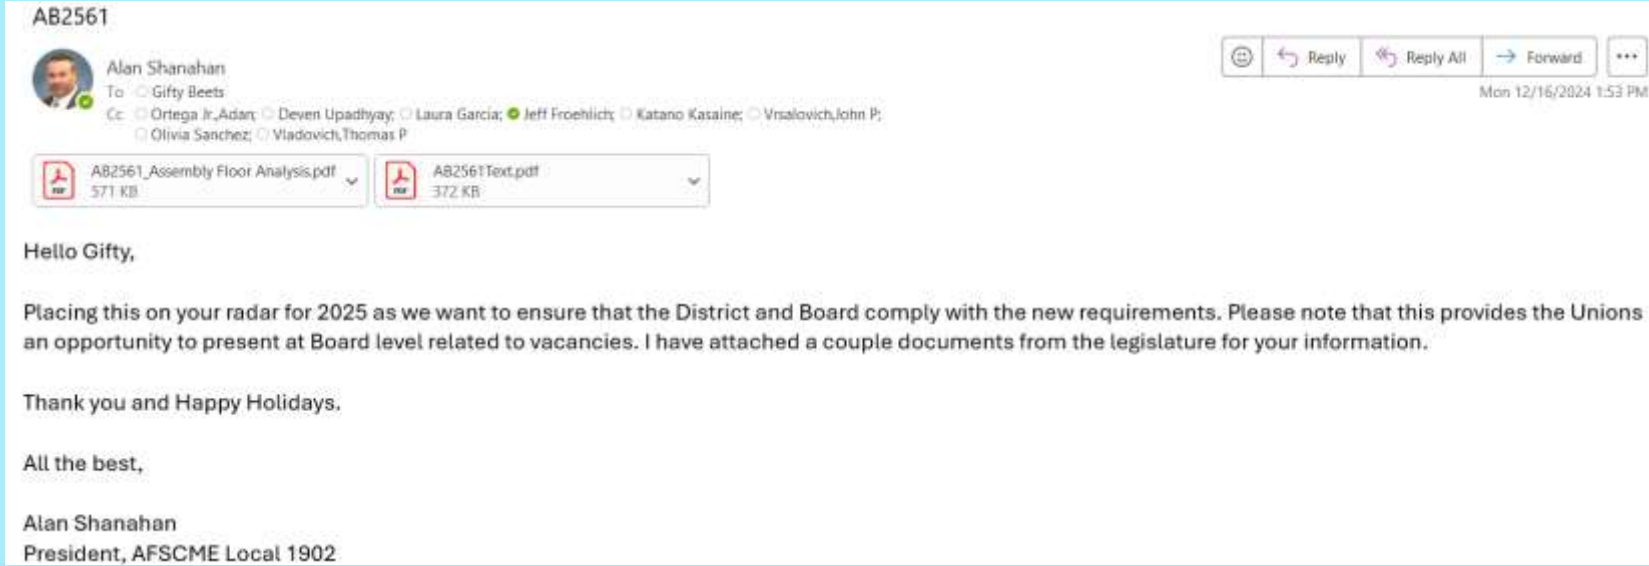 AB2561
Alan Shanahan
To Gifty Beets
Cc Ortega Jr,Adan; Deven Upadhyay; Laura Garcia; Jeff Froehlich; Katano Kasaine; Vrsalovich,John P;
Olivia Sanchez; Vladovich,Thomas P
Reply
Reply All
Forward
Mon 12/16/2024 1:53 PM
AB2561_Assembly Floor Analysis.pdf
571 KB
AB2561Text.pdf
372 KB
Hello Gifty,
Placing this on your radar for 2025 as we want to ensure that the District and Board comply with the new requirements. Please note that this provides the Unions
an opportunity to present at Board level related to vacancies. I have attached a couple documents from the legislature for your information.
Thank you and Happy Holidays.
All the best,
Alan Shanahan
President, AFSCME Local 1902